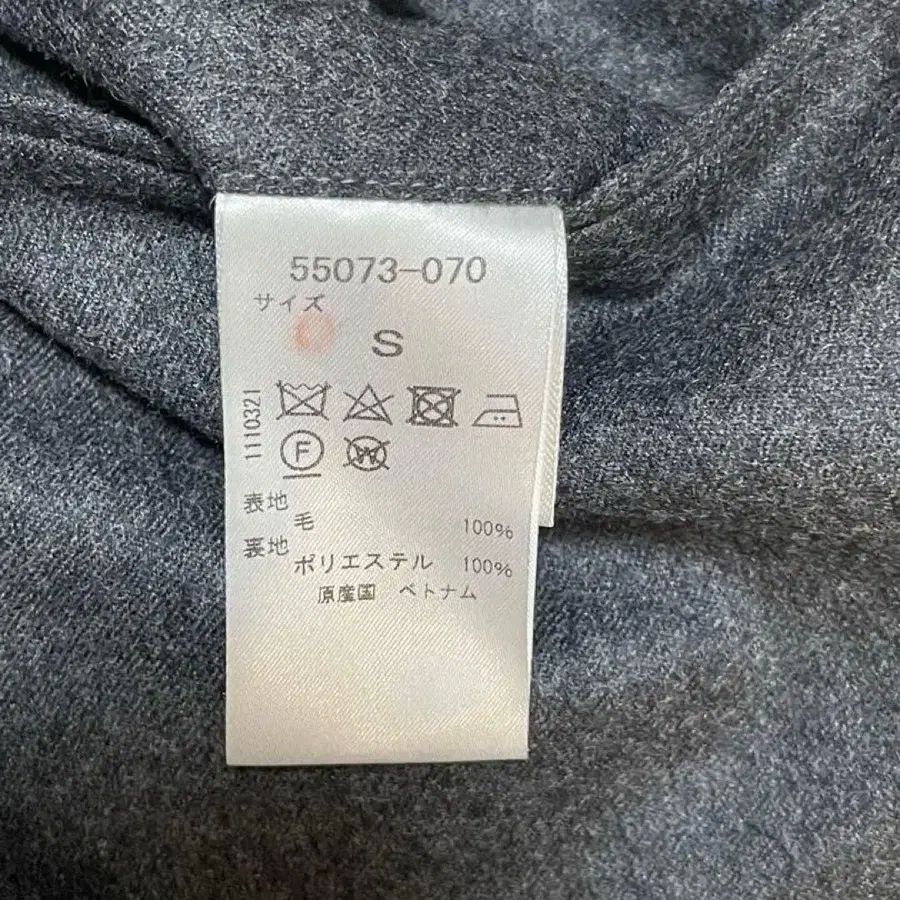 55073-070
サイズ
S
1110321
F
W
表地
毛 100%
裏地
ポリエステル 100%
原産国 ベトナム